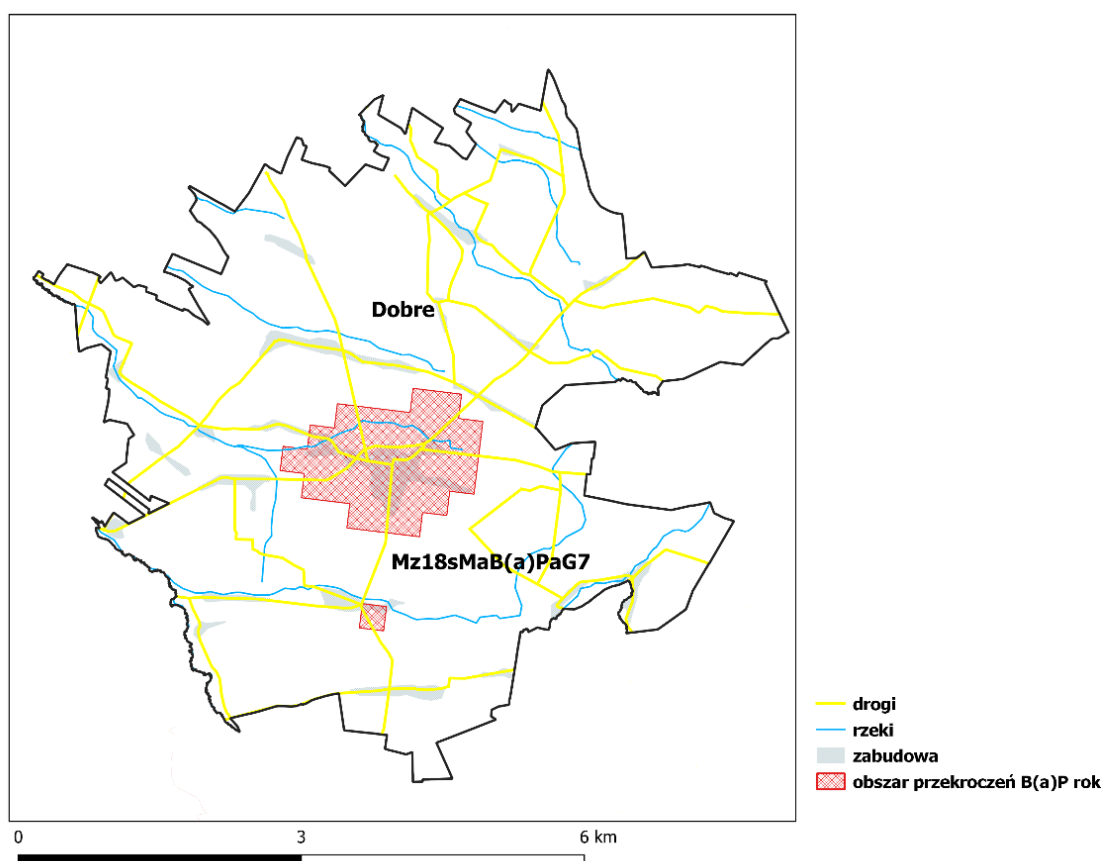 Dobre
Mz18sMaB(a)PaG7
drogi
rzeki
zabudowa
obszar przekroczeń B(a)P rok
0 3 6 km